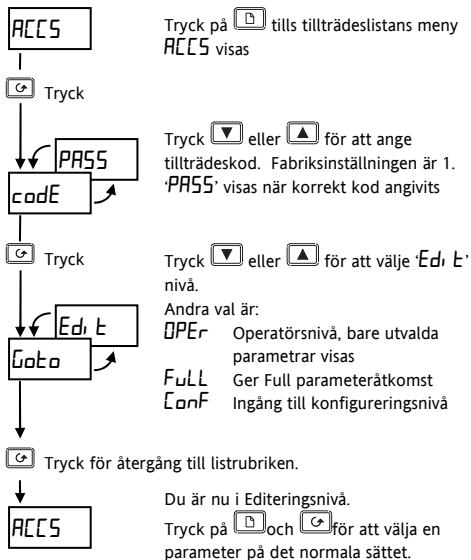 ACCS
Tryck på tills tillträdeslistans meny
ACCS visas
Tryck
PASS
codE
Tryck eller för att ange
tillträdeskod. Fabriksinställningen är 1.
‘PASS’ visas när korrekt kod angivits
Tryck
Tryck eller för att välje ‘Edit’
nivå.
Edit
Goto
Andra val är:
OPEr Operatörsnivå, bare utvalda
parametrar visas
FuLL Ger Full parameteråtkomst
ConF Ingång till konfigureringsnivå
Tryck för återgång till listrubriken.
ACCS
Du är nu i Editeringsnivå.
Tryck på och för att välja en
parameter på det normala sättet.